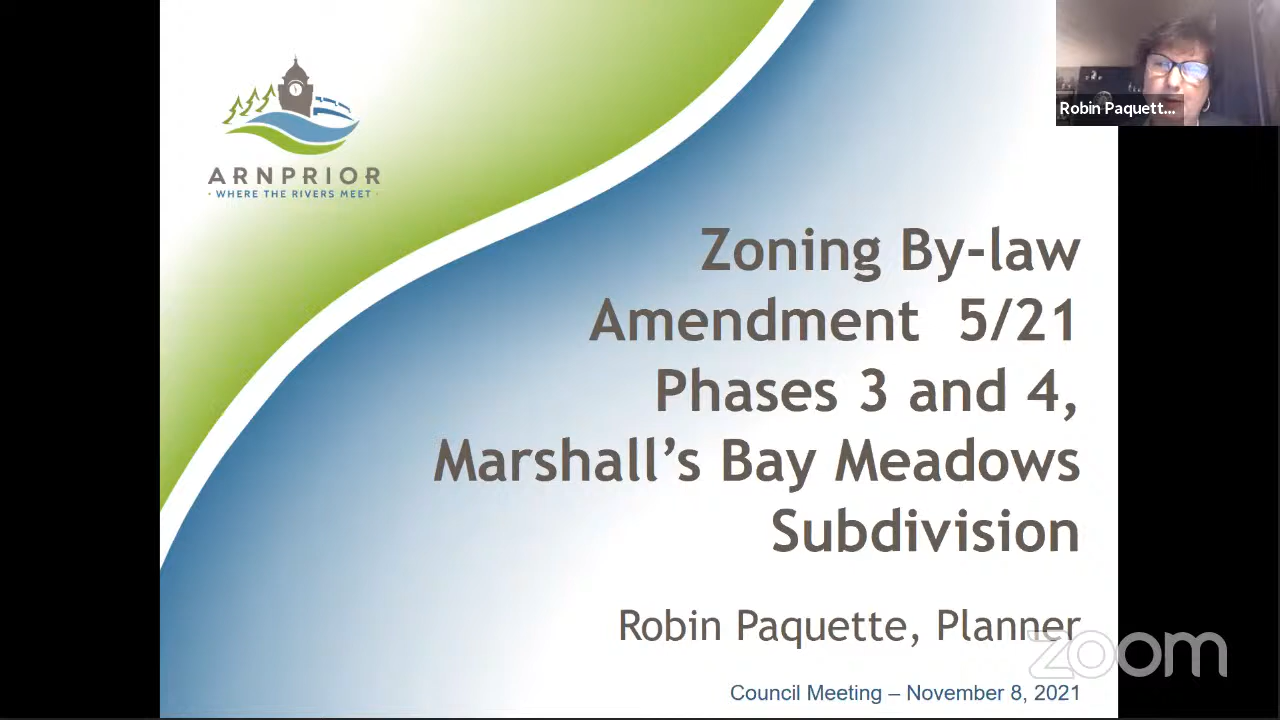 ARNPRIOR
· WHERE THE RIVERS MEET ·
Robin Paquett...
Zoning By-law
Amendment 5/21
Phases 3 and 4,
Marshall’s Bay Meadows
Subdivision
Robin Paquette, Planner
zoom
Council Meeting – November 8, 2021